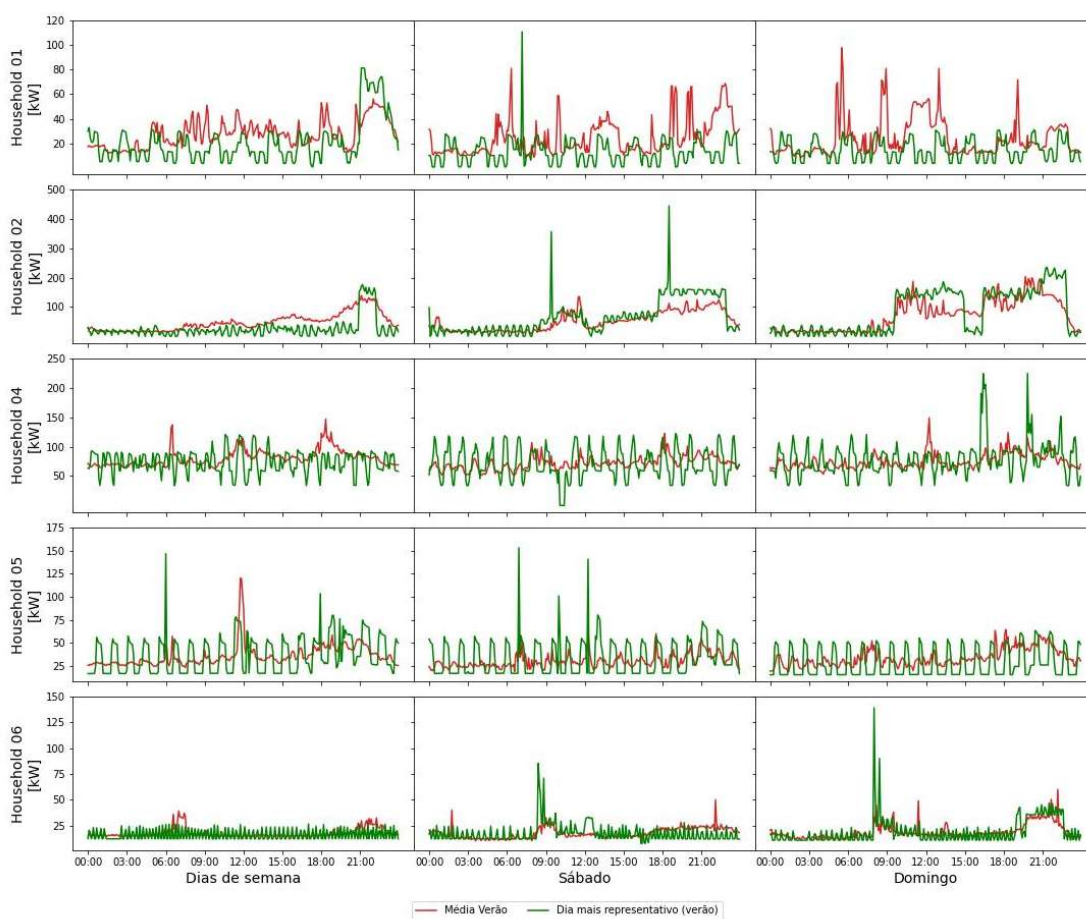 Household 01
[kW]
120
100
80
60
40
20
Household 02
[kW]
500
400
300
200
100
Household 04
[kW]
250
200
150
100
50
Household 05
[kW]
175
150
125
100
75
50
25
Household 06
[kW]
150
125
100
75
50
25
00:00 03:00 06:00 09:00 12:00 15:00 18:00 21:00 00:00 03:00 06:00 09:00 12:00 15:00 18:00 21:00 00:00 03:00 06:00 09:00 12:00 15:00 18:00 21:00
Dias de semana Sábado Domingo
Média Verão Dia mais representativo (verão)